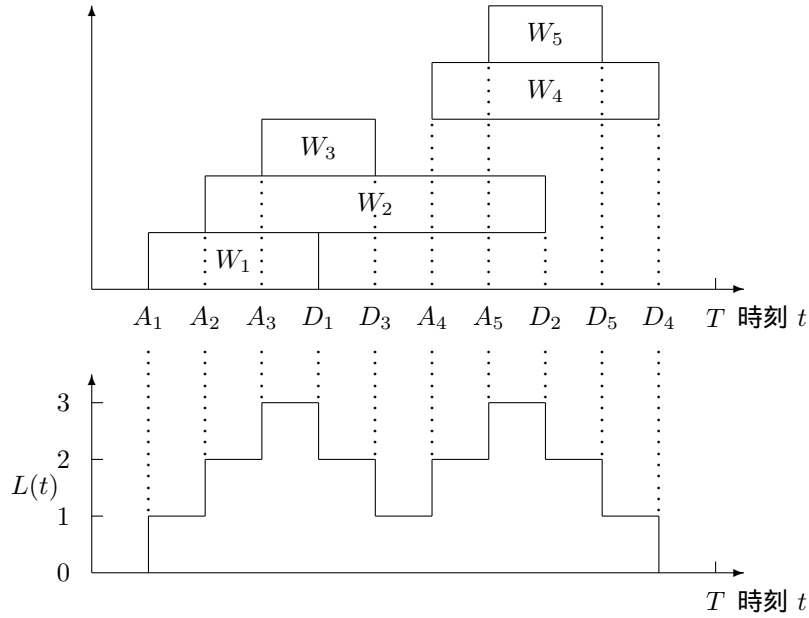 W₅
W₄
W₃
W₂
W₁
A₁ A₂ A₃ D₁ D₃ A₄ A₅ D₂ D₅ D₄ T 時刻 t
3
2
L(t)
1
0
T 時刻 t